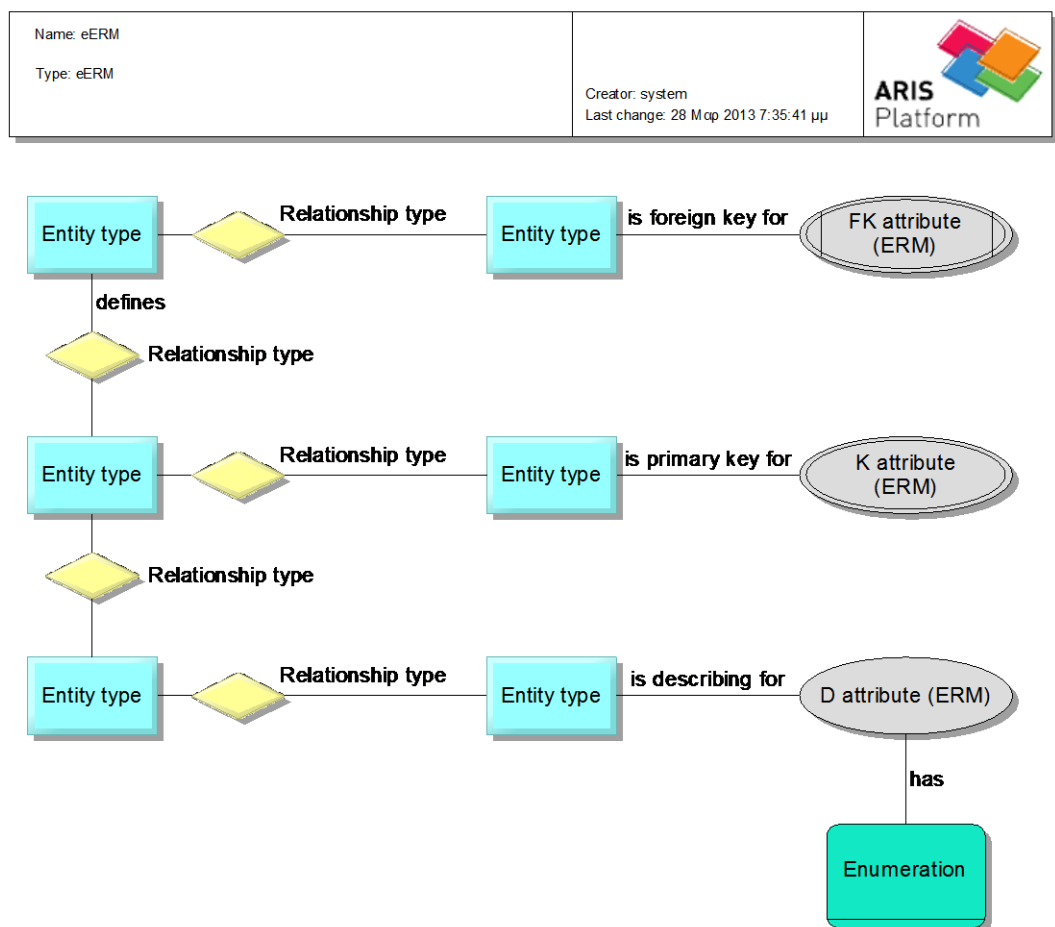 Name: eERM
Type: eERM
Creator: system
Last change: 28 Μαρ 2013 7:35:41 μμ
ARIS
Platform
Entity type
Relationship type
Entity type
is foreign key for
FK attribute
(ERM)
defines
Relationship type
Entity type
Relationship type
Entity type
is primary key for
K attribute
(ERM)
Relationship type
Entity type
Relationship type
Entity type
is describing for
D attribute (ERM)
has
Enumeration